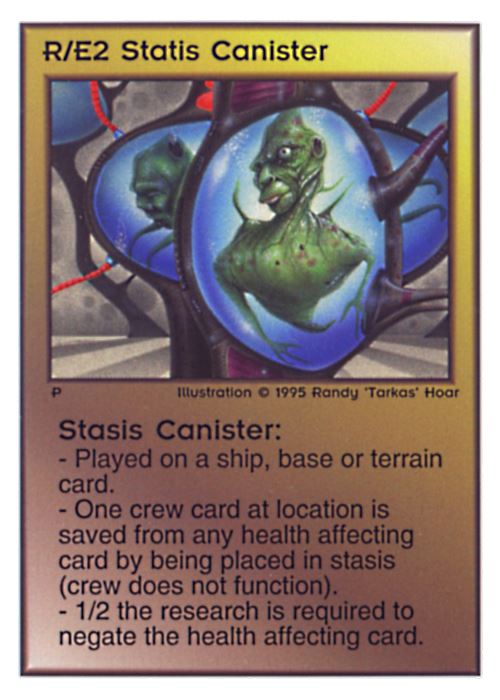 R/E2 Statis Canister
P Illustration © 1995 Randy 'Tarkas' Hoar
Stasis Canister:
- Played on a ship, base or terrain
card.
- One crew card at location is
saved from any health affecting
card by being placed in stasis
(crew does not function).
- 1/2 the research is required to
negate the health affecting card.